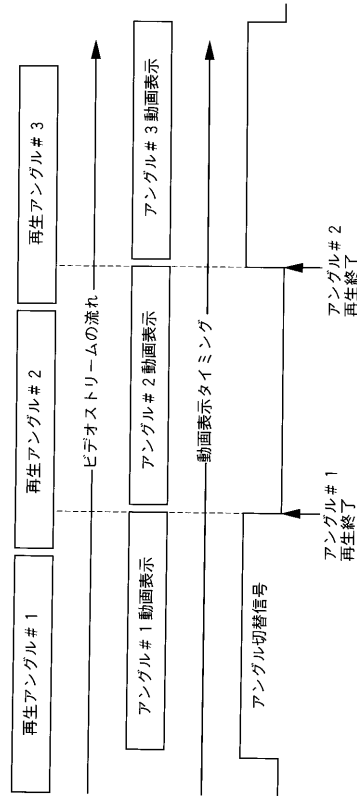 再生アングル＃1
再生アングル＃2
再生アングル＃3
ビデオストリームの流れ
アングル＃1動画表示
アングル＃2動画表示
アングル＃3動画表示
動画表示タイミング
アングル切替信号
アングル＃1
再生終了
アングル＃2
再生終了